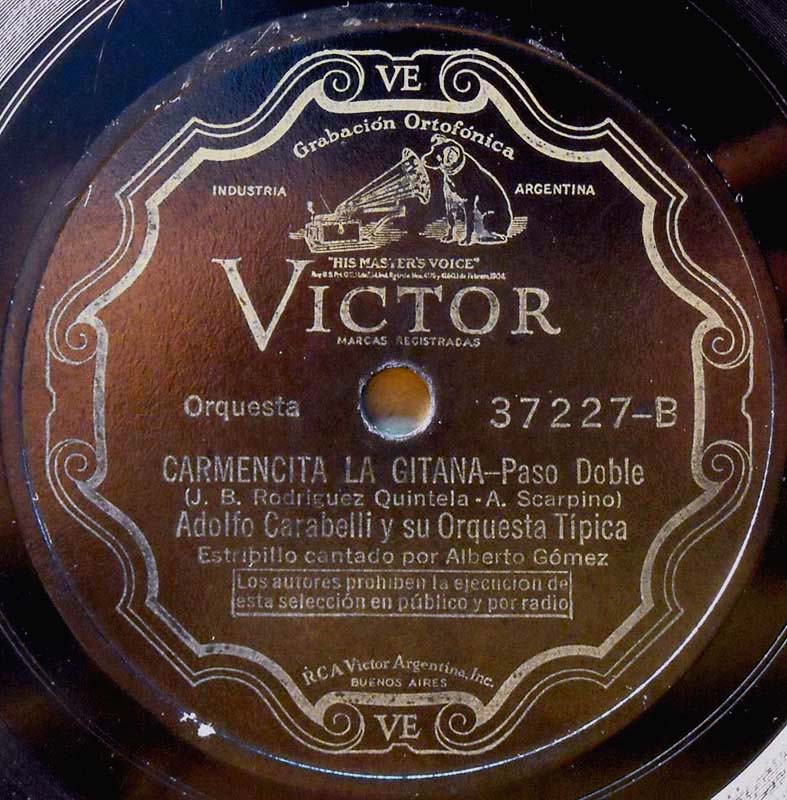 VE
Grabación Ortofónica
INDUSTRIA
ARGENTINA
"HIS MASTER'S VOICE"
VICTOR
MARCAS REGISTRADAS
Orquesta
37227-B
CARMENCITA LA GITANA-Paso Doble
(J. B. Rodriguez Quintela - A. Scarpino)
Adolfo Carabelli y su Orquesta Típica
Estribillo cantado por Alberto Gómez
Los autores prohiben la ejecución de
esta selección en público y por radio
RCA Victor Argentina, Inc.
BUENOS AIRES
VE